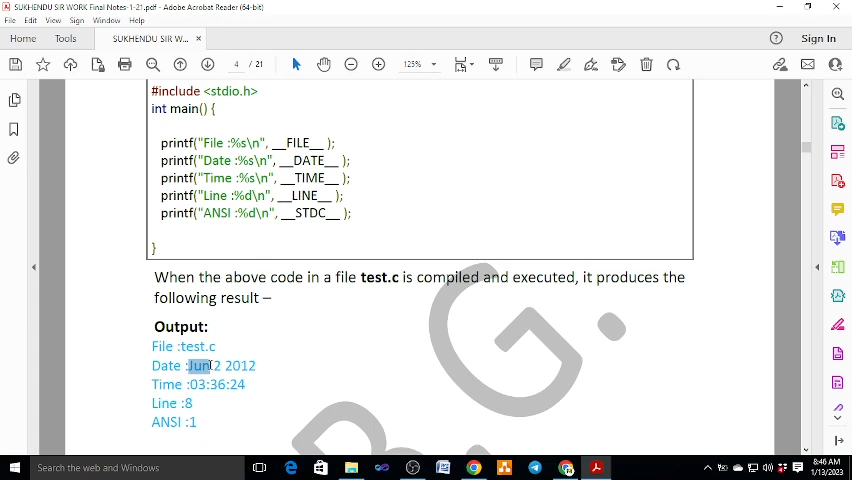 SUKHENDU SIR WORK Final Notes-1-21.pdf - Adobe Acrobat Reader (64-bit)
File Edit View Sign Window Help
Home Tools SUKHENDU SIR W... × Sign In
4 / 21 125%
#include <stdio.h>
int main() {
printf("File :%s\n", __FILE__ );
printf("Date :%s\n", __DATE__ );
printf("Time :%s\n", __TIME__ );
printf("Line :%d\n", __LINE__ );
printf("ANSI :%d\n", __STDC__ );
}
When the above code in a file test.c is compiled and executed, it produces the
following result –
Output:
File :test.c
Date :Jun 2 2012
Time :03:36:24
Line :8
ANSI :1
B.G.
Search the web and Windows
8:46 AM
1/13/2023